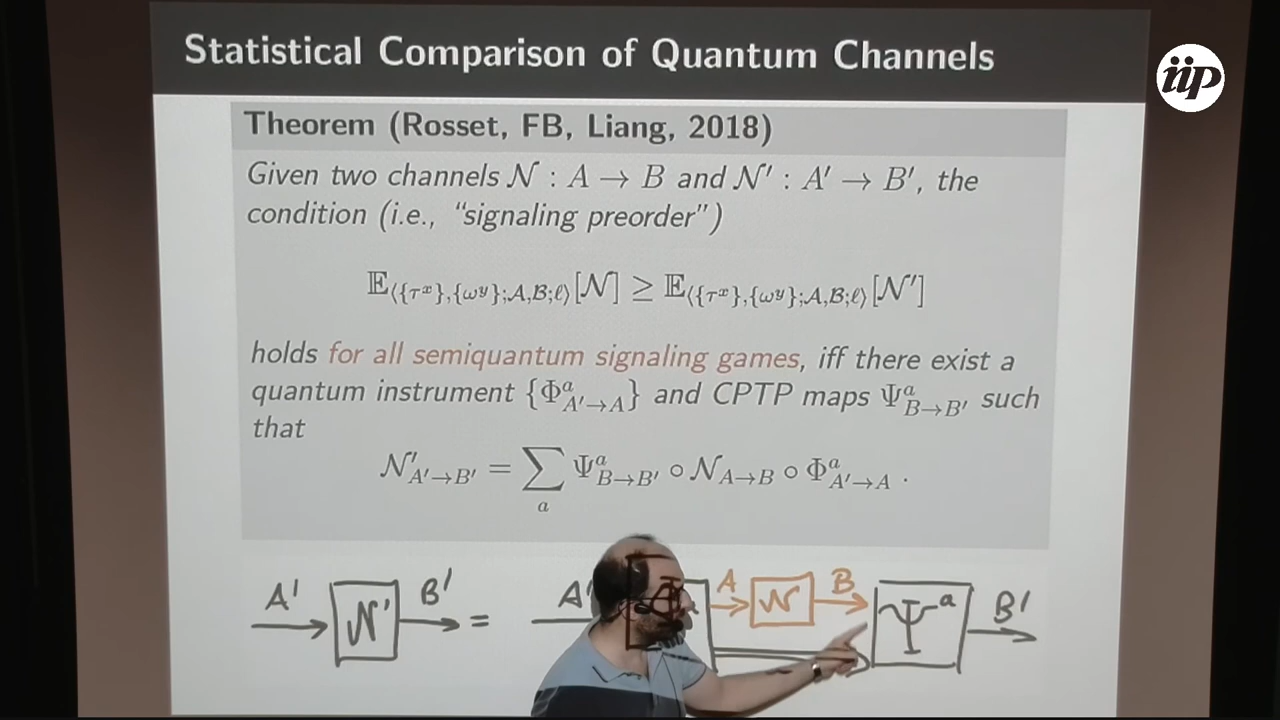 Statistical Comparison of Quantum Channels
iip
Theorem (Rosset, FB, Liang, 2018)
Given two channels 𝒩 : A → B and 𝒩′ : A′ → B′, the
condition (i.e., “signaling preorder”)
𝔼⟨{τˣ},{ωʸ};𝒜,ℬ;ℓ⟩[𝒩] ≥ 𝔼⟨{τˣ},{ωʸ};𝒜,ℬ;ℓ⟩[𝒩′]
holds for all semiquantum signaling games, iff there exist a
quantum instrument {Φᵃ_{A′→A}} and CPTP maps Ψᵃ_{B→B′} such
that
𝒩′_{A′→B′} = ∑_a Ψᵃ_{B→B′} ∘ 𝒩_{A→B} ∘ Φᵃ_{A′→A} .
A′ 𝒩′ B′ = A′ A 𝒩 B Ψᵃ B′